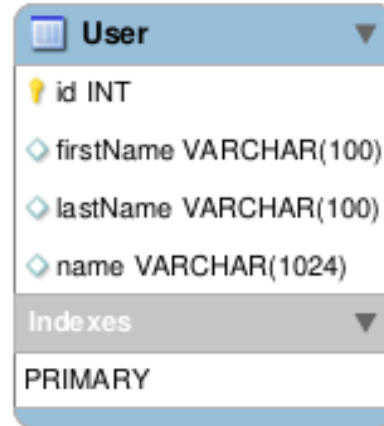 User
id INT
firstName VARCHAR(100)
lastName VARCHAR(100)
name VARCHAR(1024)
Indexes
PRIMARY